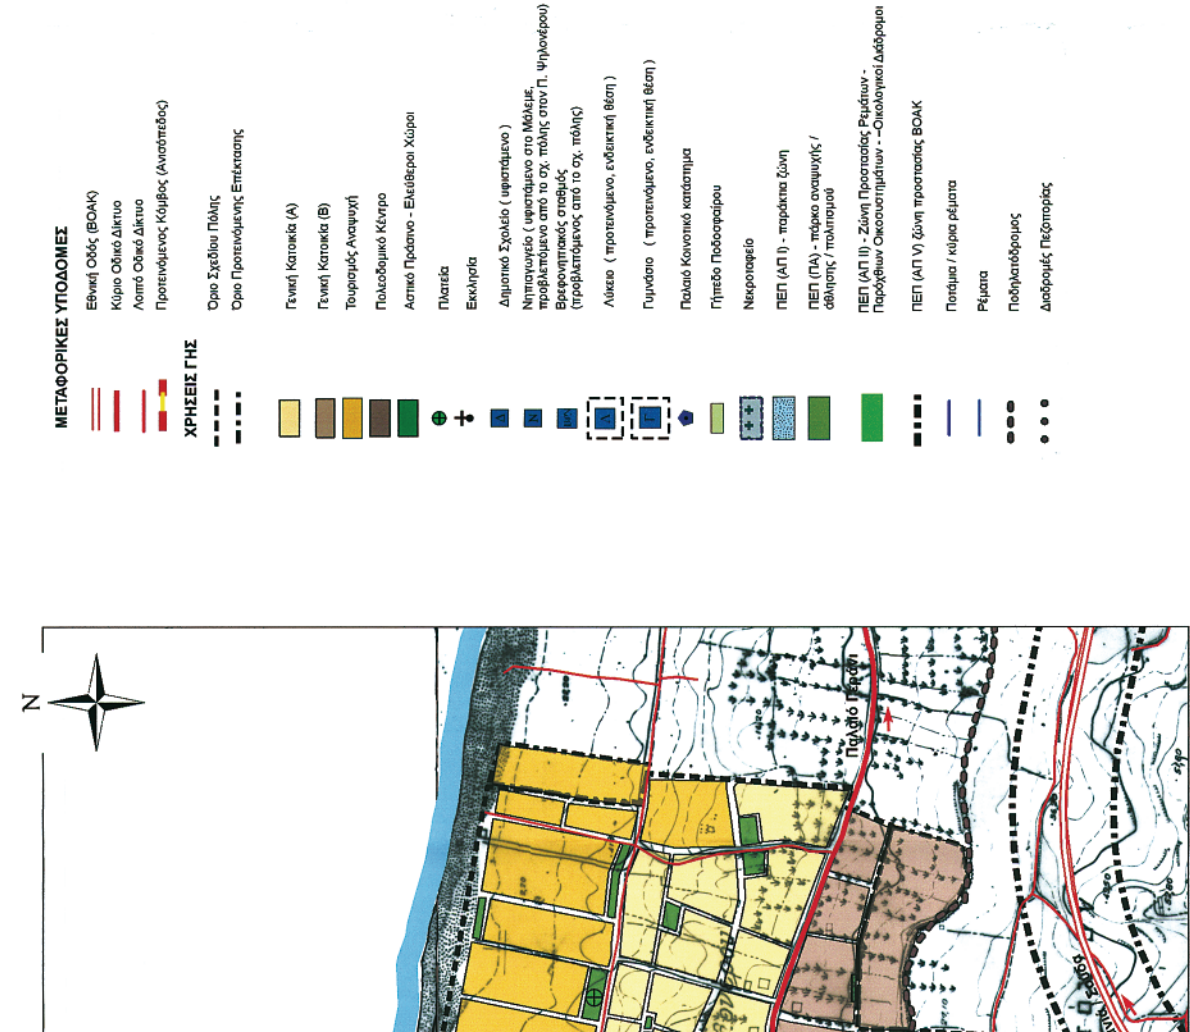 ΜΕΤΑΦΟΡΙΚΕΣ ΥΠΟΔΟΜΕΣ
Εθνική Οδός (ΒΟΑΚ)
Κύριο Οδικό Δίκτυο
Λοιπό Οδικό Δίκτυο
Προτεινόμενος Κόμβος (Ανισόπεδος)
ΧΡΗΣΕΙΣ ΓΗΣ
Όριο Σχεδίου Πόλης
Όριο Προτεινόμενης Επέκτασης
Γενική Κατοικία (Α)
Γενική Κατοικία (Β)
Τουρισμός Αναψυχή
Πολεοδομικό Κέντρο
Αστικό Πράσινο - Ελεύθεροι Χώροι
Πλατεία
Εκκλησία
Δ Δημοτικό Σχολείο ( υφιστάμενο )
Ν Νηπιαγωγείο ( υφιστάμενο στο Μάλεμε,
προβλεπόμενο από το σχ. πόλης στον Π. Ψηλονέρου)
Βρεφονηπιακός σταθμός
(προβλεπόμενος από το σχ. πόλης)
Λ Λύκειο ( προτεινόμενο, ενδεικτική θέση )
Γ Γυμνάσιο ( προτεινόμενο, ενδεικτική θέση )
Παλαιό Κοινοτικό κατάστημα
Γήπεδο Ποδοσφαίρου
Νεκροταφείο
ΠΕΠ (ΑΠ Ι) - παράκτια ζώνη
ΠΕΠ (ΠΑ) - πάρκο αναψυχής /
άθλησης / πολιτισμού
ΠΕΠ (ΑΠ ΙΙ) - Ζώνη Προστασίας Ρεμάτων -
Παρόχθιων Οικοσυστημάτων - –Οικολογικοί Διάδρομοι
ΠΕΠ (ΑΠ V) ζώνη προστασίας ΒΟΑΚ
Ποτάμια / κύρια ρέματα
Ρέματα
Ποδηλατόδρομος
Διαδρομές Πεζοπορίας
N
Παλαιό Γεράνι